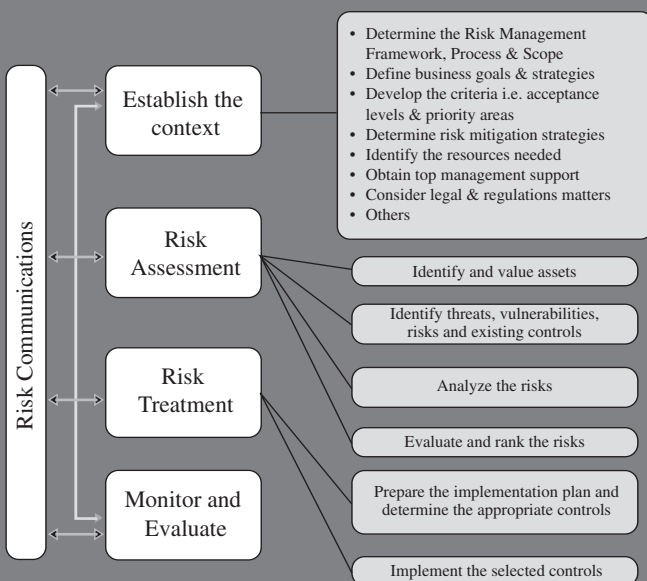 Risk Communications
Establish the
context
• Determine the Risk Management
Framework, Process & Scope
• Define business goals & strategies
• Develop the criteria i.e. acceptance
levels & priority areas
• Determine risk mitigation strategies
• Identify the resources needed
• Obtain top management support
• Consider legal & regulations matters
• Others
Risk
Assessment
Identify and value assets
Identify threats, vulnerabilities,
risks and existing controls
Analyze the risks
Evaluate and rank the risks
Risk
Treatment
Prepare the implementation plan and
determine the appropriate controls
Implement the selected controls
Monitor and
Evaluate